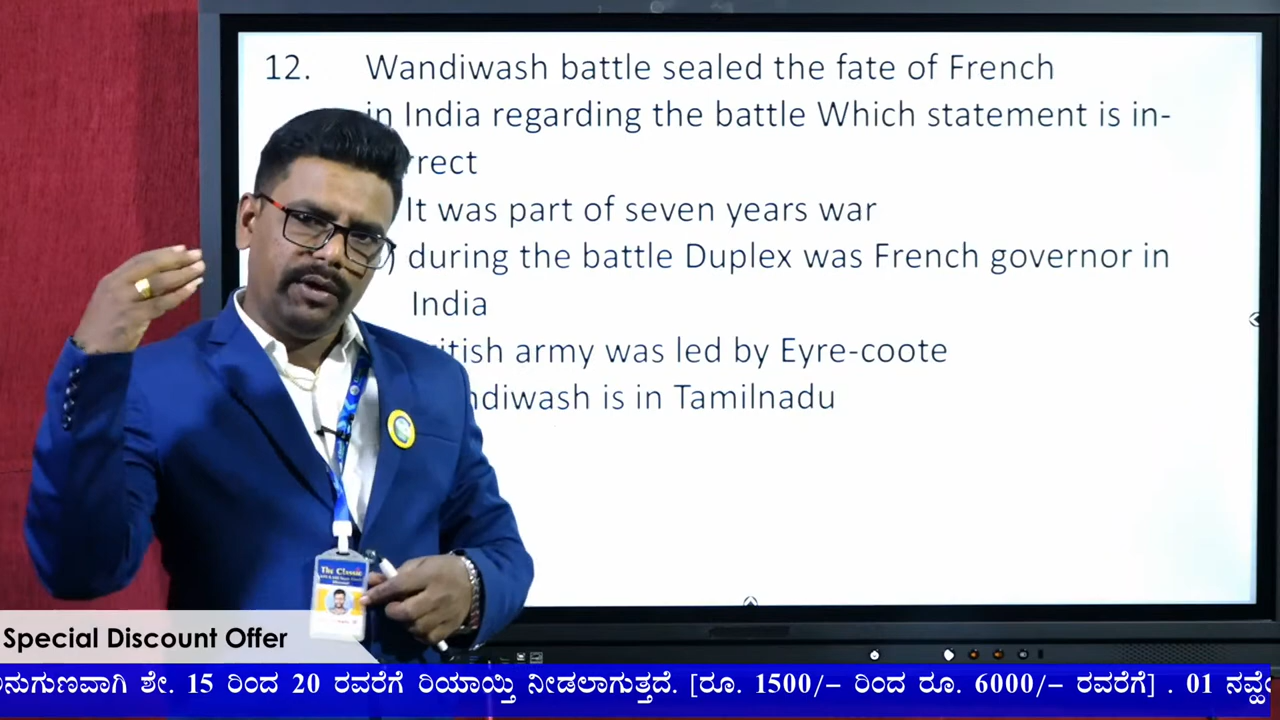 12. Wandiwash battle sealed the fate of French
in India regarding the battle Which statement is in-
rrect
It was part of seven years war
) during the battle Duplex was French governor in
India
itish army was led by Eyre-coote
ndiwash is in Tamilnadu
The Classic
Special Discount Offer
ನುಗುಣವಾಗಿ ಶೇ. 15 ರಿಂದ 20 ರವರೆಗೆ ರಿಯಾಯ್ತಿ ನೀಡಲಾಗುತ್ತದೆ. [ರೂ. 1500/- ರಿಂದ ರೂ. 6000/- ರವರೆಗೆ] . 01 ನವ್ಹೆಂ